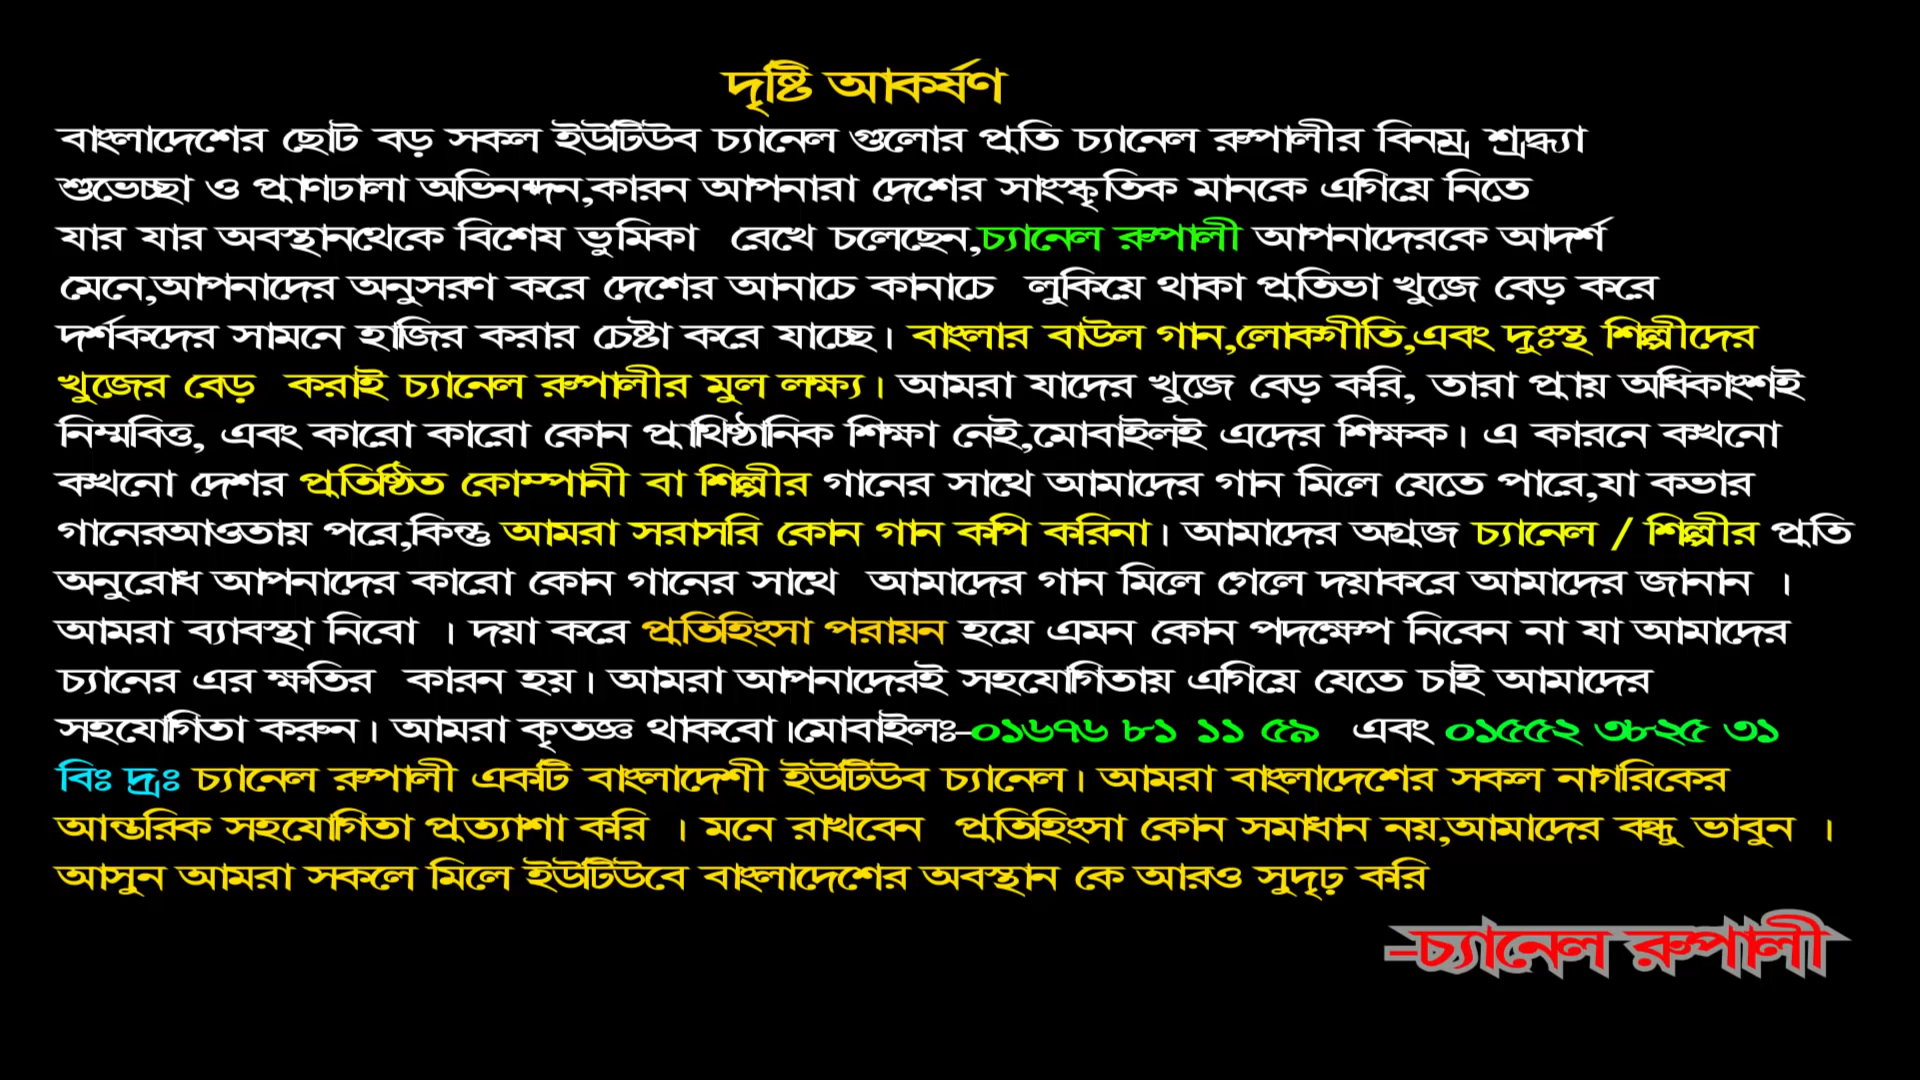 দৃষ্টি আকর্ষণ
বাংলাদেশের ছোট বড় সকল ইউটিউব চ্যানেল গুলোর প্রতি চ্যানেল রুপালীর বিনম্র শ্রদ্ধ্যা
শুভেচ্ছা ও প্রাণঢালা অভিনন্দন,কারন আপনারা দেশের সাংস্কৃতিক মানকে এগিয়ে নিতে
যার যার অবস্থানথেকে বিশেষ ভুমিকা রেখে চলেছেন,চ্যানেল রুপালী আপনাদেরকে আদর্শ
মেনে,আপনাদের অনুসরণ করে দেশের আনাচে কানাচে লুকিয়ে থাকা প্রতিভা খুজে বেড় করে
দর্শকদের সামনে হাজির করার চেষ্টা করে যাচ্ছে। বাংলার বাউল গান,লোকগীতি,এবং দুঃস্থ শিল্পীদের
খুজের বেড় করাই চ্যানেল রুপালীর মুল লক্ষ্য। আমরা যাদের খুজে বেড় করি, তারা প্রায় অধিকাংশই
নিম্মবিত্ত, এবং কারো কারো কোন প্রাথিষ্ঠানিক শিক্ষা নেই,মোবাইলই এদের শিক্ষক। এ কারনে কখনো
কখনো দেশর প্রতিষ্ঠিত কোম্পানী বা শিল্পীর গানের সাথে আমাদের গান মিলে যেতে পারে,যা কভার
গানেরআওতায় পরে,কিন্তু আমরা সরাসরি কোন গান কপি করিনা। আমাদের অগ্রজ চ্যানেল / শিল্পীর প্রতি
অনুরোধ আপনাদের কারো কোন গানের সাথে আমাদের গান মিলে গেলে দয়াকরে আমাদের জানান ।
আমরা ব্যাবস্থা নিবো । দয়া করে প্রতিহিংসা পরায়ন হয়ে এমন কোন পদক্ষেপ নিবেন না যা আমাদের
চ্যানের এর ক্ষতির কারন হয়। আমরা আপনাদেরই সহযোগিতায় এগিয়ে যেতে চাই আমাদের
সহযোগিতা করুন। আমরা কৃতজ্ঞ থাকবো।মোবাইলঃ-০১৬৭৬ ৮১ ১১ ৫৯ এবং ০১৫৫২ ৩৮২৫ ৩১
বিঃ দ্রঃ চ্যানেল রুপালী একটি বাংলাদেশী ইউটিউব চ্যানেল। আমরা বাংলাদেশের সকল নাগরিকের
আন্তরিক সহযোগিতা প্রত্যাশা করি । মনে রাখবেন প্রতিহিংসা কোন সমাধান নয়,আমাদের বন্ধু ভাবুন ।
আসুন আমরা সকলে মিলে ইউটিউবে বাংলাদেশের অবস্থান কে আরও সুদৃঢ় করি
-চ্যানেল রুপালী